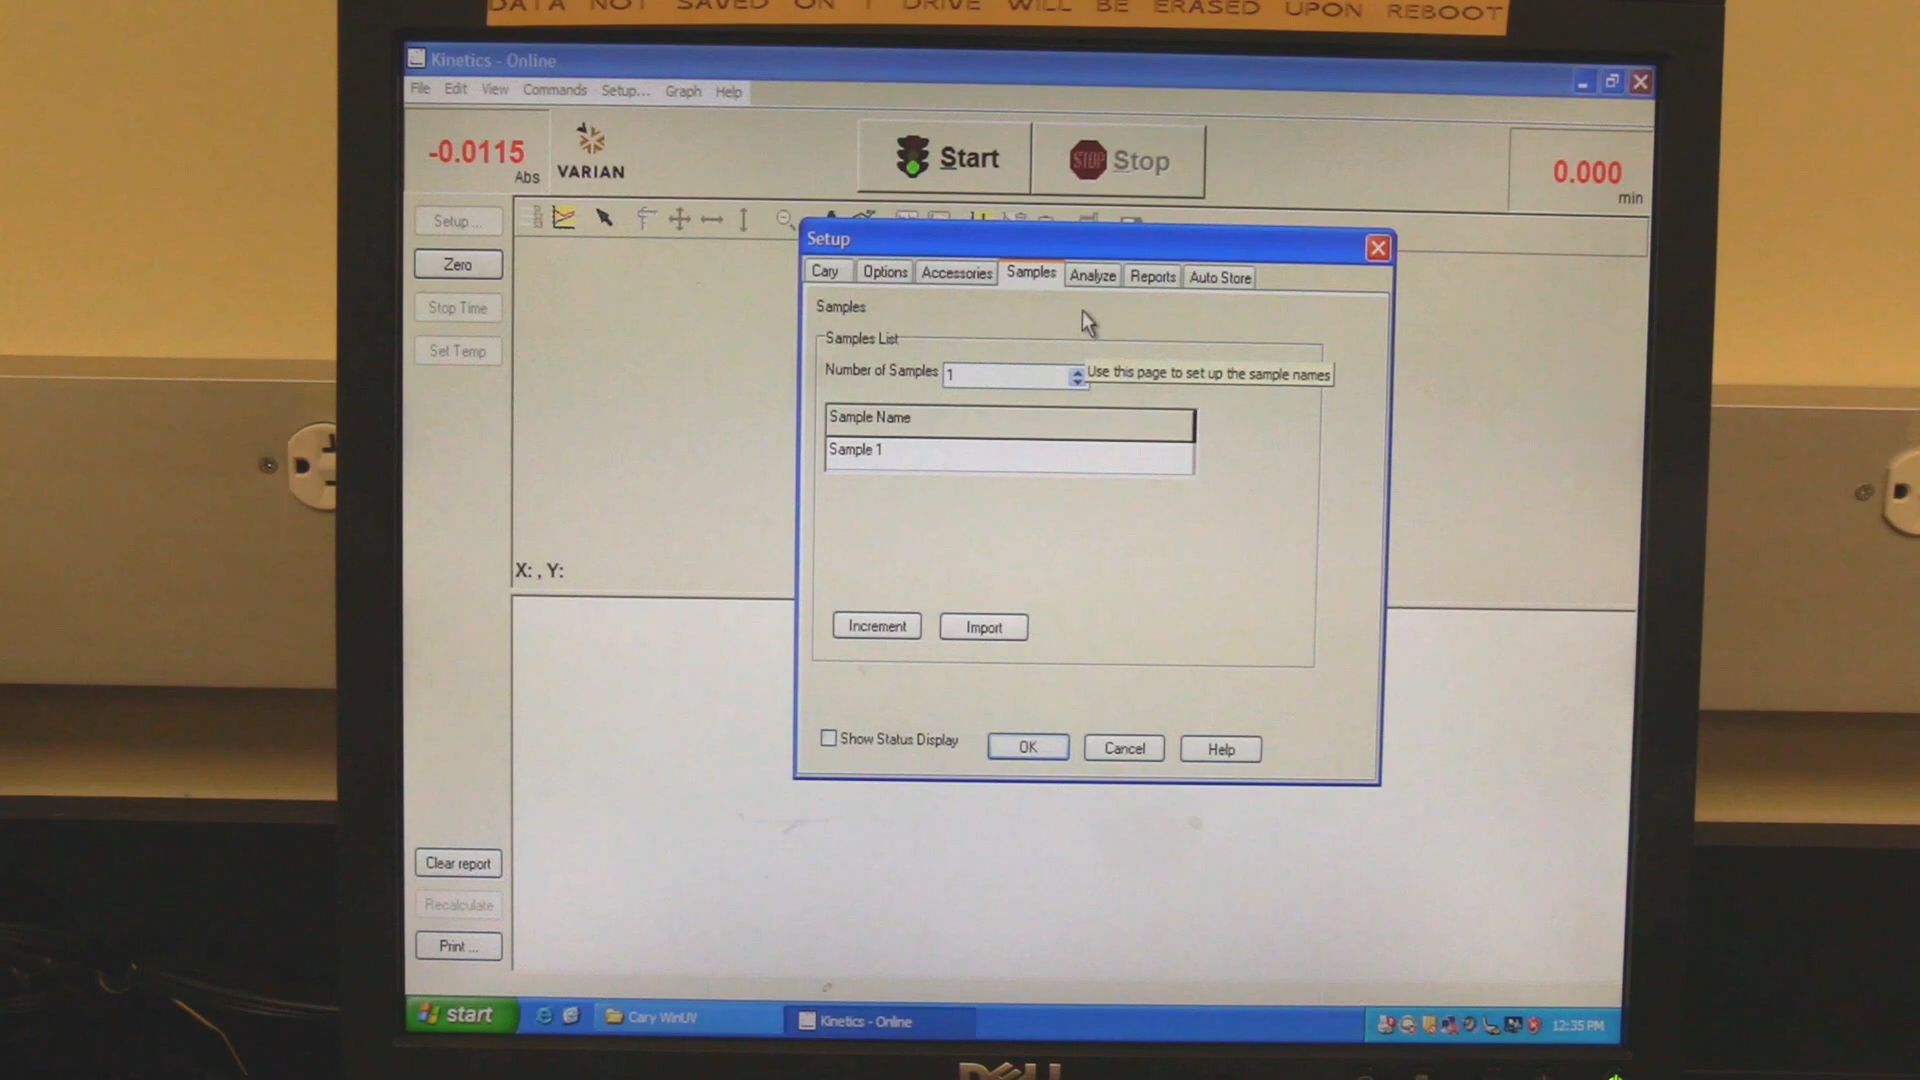 DATA NOT SAVED ON T DRIVE WILL BE ERASED UPON REBOOT
Kinetics - Online
File Edit View Commands Setup... Graph Help
-0.0115
Abs
VARIAN
Start
STOP Stop
0.000
min
Setup ...
Zero
Stop Time
Set Temp
Setup
Cary Options Accessories Samples Analyze Reports Auto Store
Samples
Samples List
Number of Samples 1
Use this page to set up the sample names
Sample Name
Sample 1
X: , Y:
Increment Import
Show Status Display OK Cancel Help
Clear report
Recalculate
Print ...
start Cary WinUV Kinetics - Online 12:35 PM
DELL